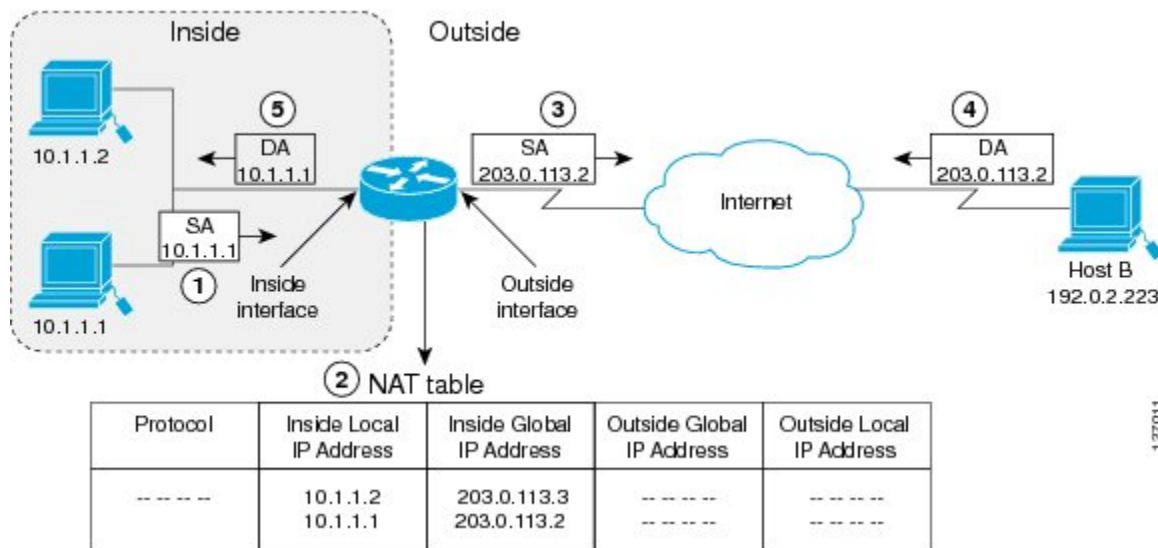 Inside
Outside
10.1.1.2
5
DA
10.1.1.1
3
SA
203.0.113.2
4
DA
203.0.113.2
Internet
SA
10.1.1.1
1
10.1.1.1
Inside
interface
Outside
interface
Host B
192.0.2.223
2 NAT table
Protocol
Inside Local
IP Address
Inside Global
IP Address
Outside Global
IP Address
Outside Local
IP Address
-- -- -- -- 10.1.1.2 203.0.113.3 -- -- -- -- -- -- -- --
10.1.1.1 203.0.113.2 -- -- -- -- -- -- -- --